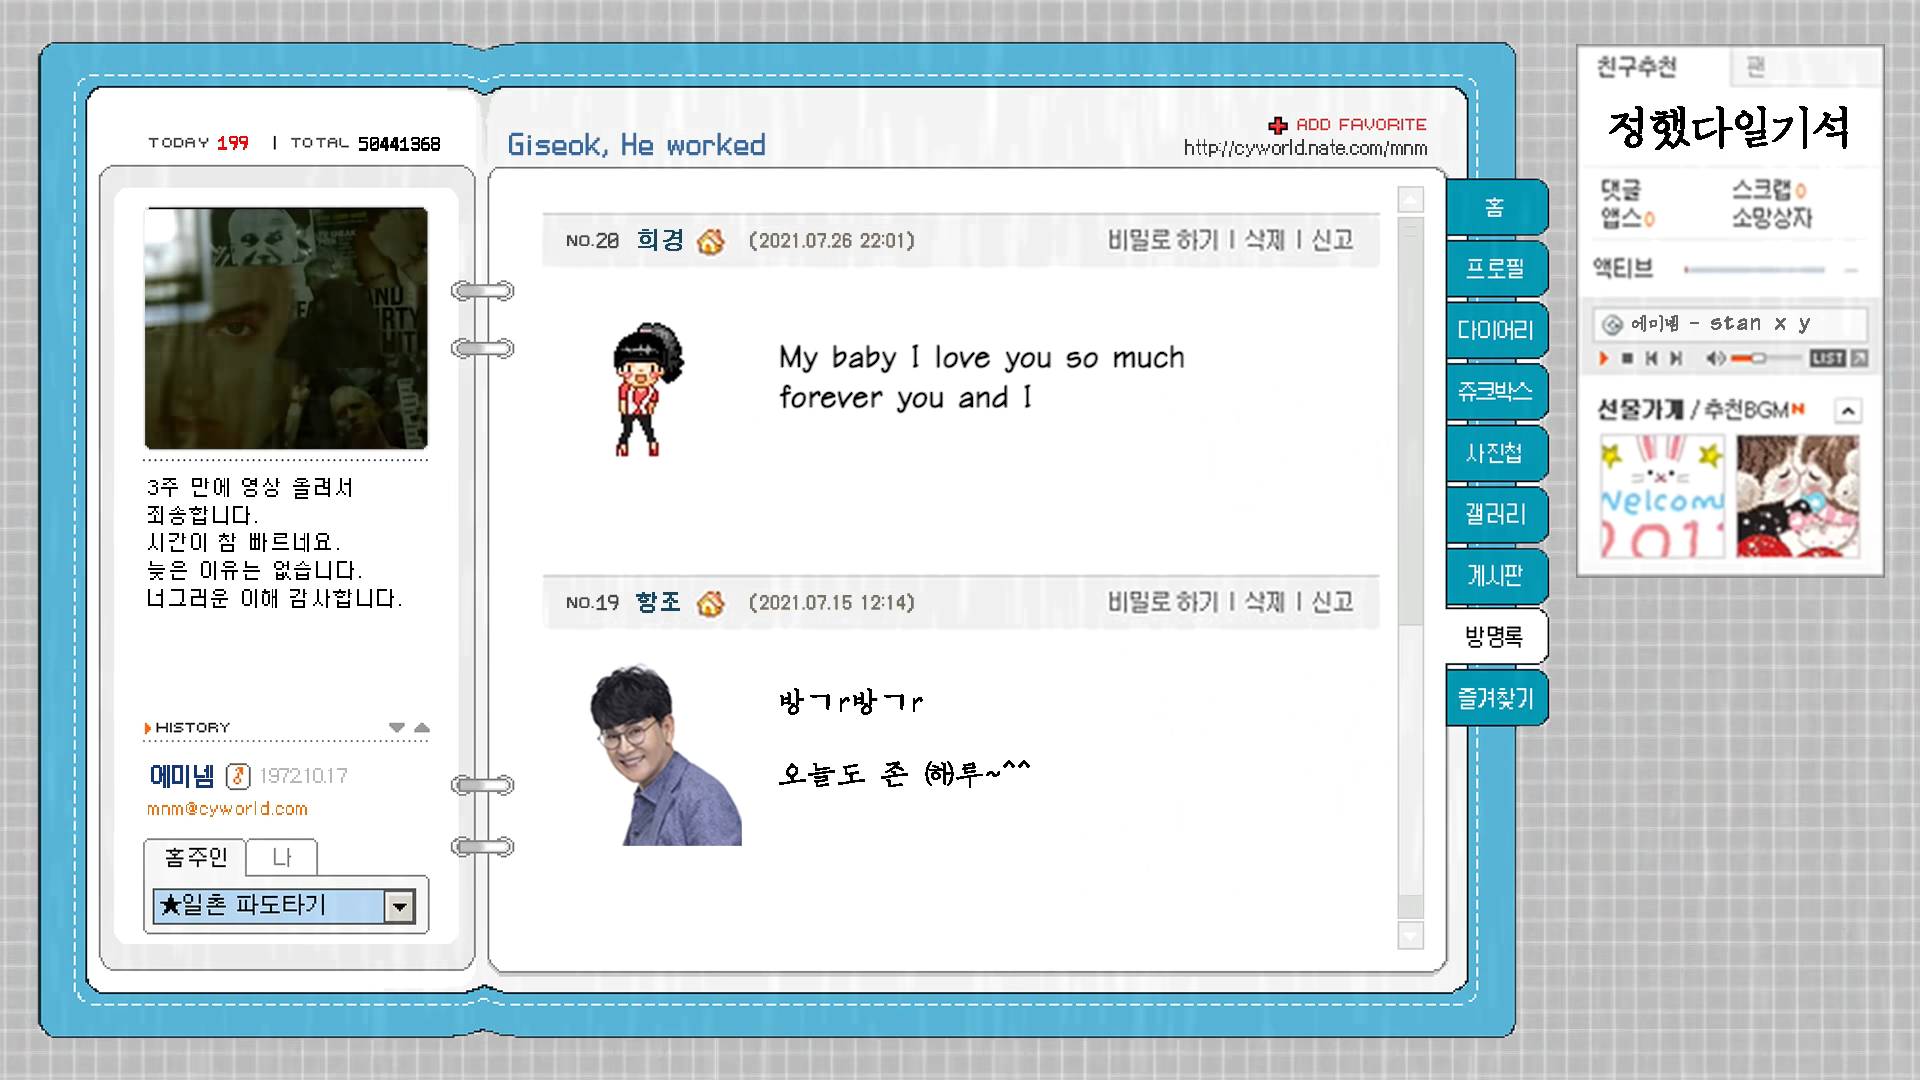 TODAY 199 | TOTAL 50441368
Giseok, He worked
ADD FAVORITE
http://cyworld.nate.com/mnm
3주 만에 영상 올려서
죄송합니다.
시간이 참 빠르네요.
늦은 이유는 없습니다.
너그러운 이해 감사합니다.
HISTORY
에미넴 1972.10.17
mnm@cyworld.com
홈주인 나
★일촌 파도타기
NO.20 희경 (2021.07.26 22:01) 비밀로 하기 | 삭제 | 신고
My baby I love you so much
forever you and I
NO.19 항조 (2021.07.15 12:14) 비밀로 하기 | 삭제 | 신고
방ㄱr방ㄱr
오늘도 존 ㈻루~^^
홈
프로필
다이어리
쥬크박스
사진첩
갤러리
게시판
방명록
즐겨찾기
친구추천 팬
정했다일기석
댓글 스크랩0
앱스0 소망상자
액티브
에미넴 - stan x y
LIST
선물가게 / 추천BGM N
Welcome